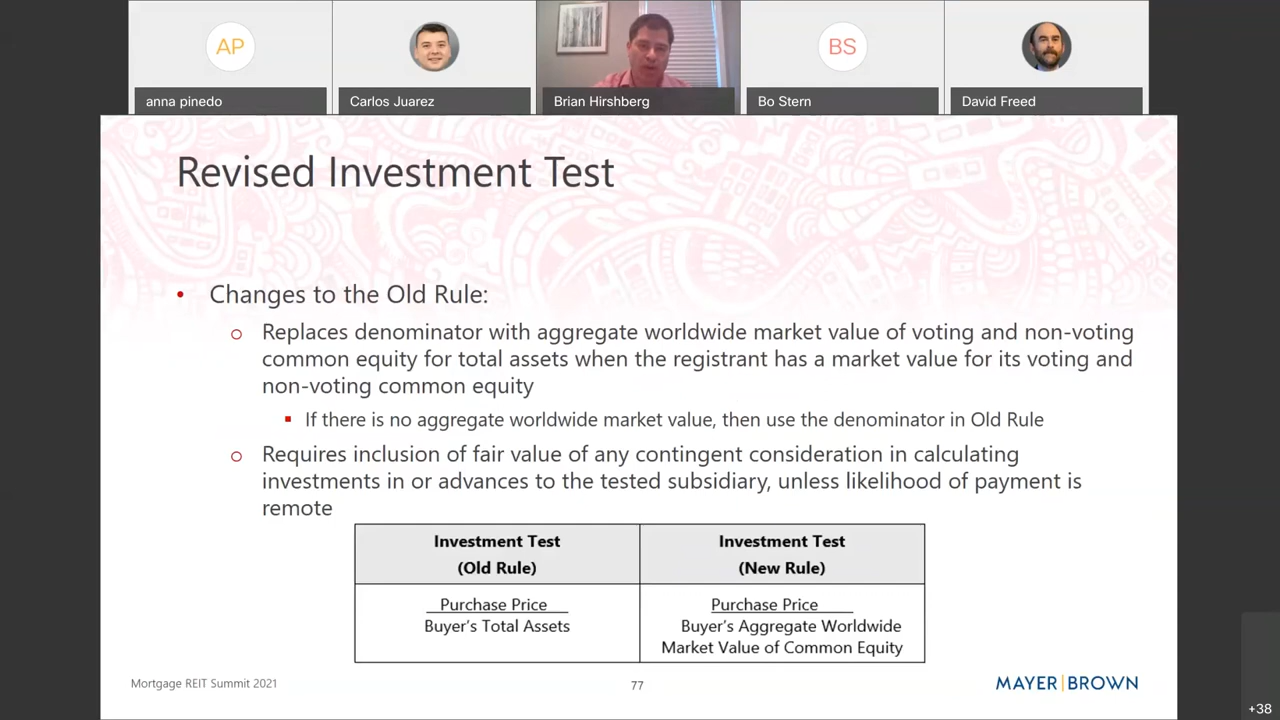 AP
BS
anna pinedo
Carlos Juarez
Brian Hirshberg
Bo Stern
David Freed
Revised Investment Test
• Changes to the Old Rule:
o Replaces denominator with aggregate worldwide market value of voting and non-voting
common equity for total assets when the registrant has a market value for its voting and
non-voting common equity
▪ If there is no aggregate worldwide market value, then use the denominator in Old Rule
o Requires inclusion of fair value of any contingent consideration in calculating
investments in or advances to the tested subsidiary, unless likelihood of payment is
remote
Investment Test
(Old Rule)
Investment Test
(New Rule)
Purchase Price
Buyer's Total Assets
Purchase Price
Buyer's Aggregate Worldwide
Market Value of Common Equity
Mortgage REIT Summit 2021
77
MAYER|BROWN
+38